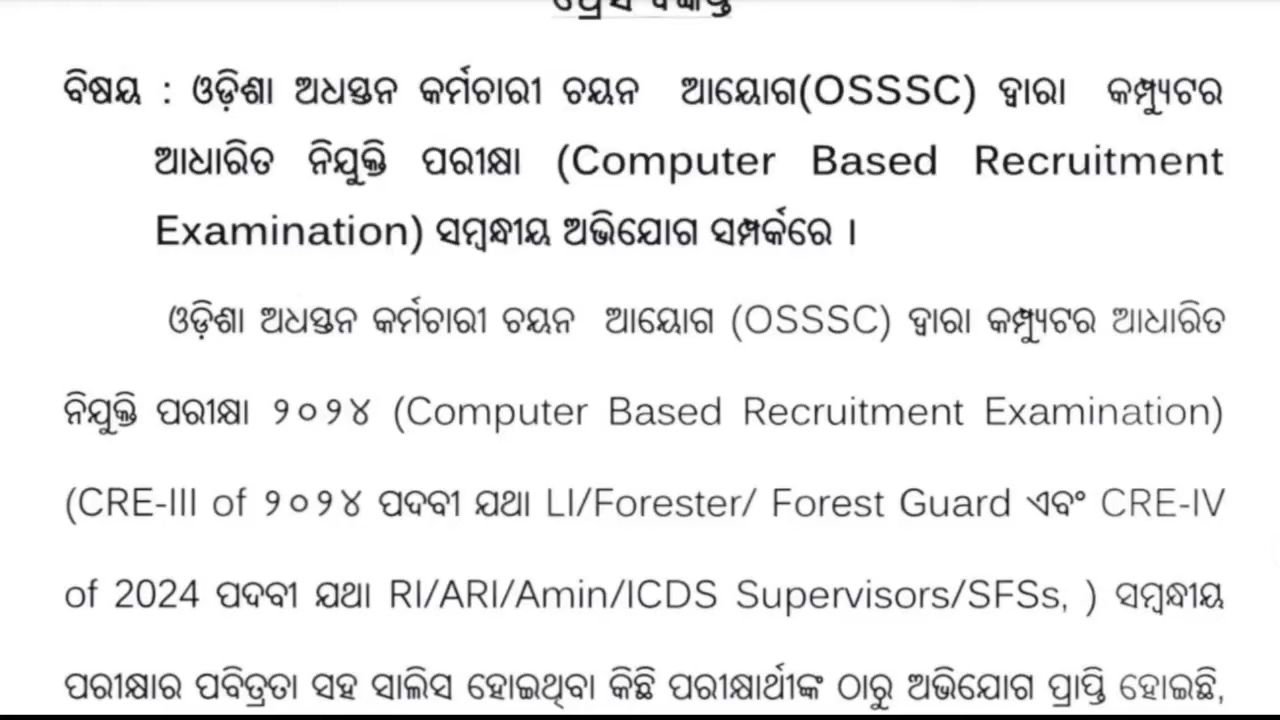 ପ୍ରେସ ବିଜ୍ଞପ୍ତି
ବିଷୟ : ଓଡ଼ିଶା ଅଧସ୍ତନ କର୍ମଚାରୀ ଚୟନ ଆୟୋଗ(OSSSC) ଦ୍ୱାରା କମ୍ପ୍ୟୁଟର
ଆଧାରିତ ନିଯୁକ୍ତି ପରୀକ୍ଷା (Computer Based Recruitment
Examination) ସମ୍ବନ୍ଧୀୟ ଅଭିଯୋଗ ସମ୍ପର୍କରେ ।
ଓଡ଼ିଶା ଅଧସ୍ତନ କର୍ମଚାରୀ ଚୟନ ଆୟୋଗ (OSSSC) ଦ୍ୱାରା କମ୍ପ୍ୟୁଟର ଆଧାରିତ
ନିଯୁକ୍ତି ପରୀକ୍ଷା ୨୦୨୪ (Computer Based Recruitment Examination)
(CRE-III of ୨୦୨୪ ପଦବୀ ଯଥା LI/Forester/ Forest Guard ଏବଂ CRE-IV
of 2024 ପଦବୀ ଯଥା RI/ARI/Amin/ICDS Supervisors/SFSs, ) ସମ୍ବନ୍ଧୀୟ
ପରୀକ୍ଷାର ପବିତ୍ରତା ସହ ସାଲିସ ହୋଇଥିବା କିଛି ପରୀକ୍ଷାର୍ଥୀଙ୍କ ଠାରୁ ଅଭିଯୋଗ ପ୍ରାପ୍ତି ହୋଇଛି,